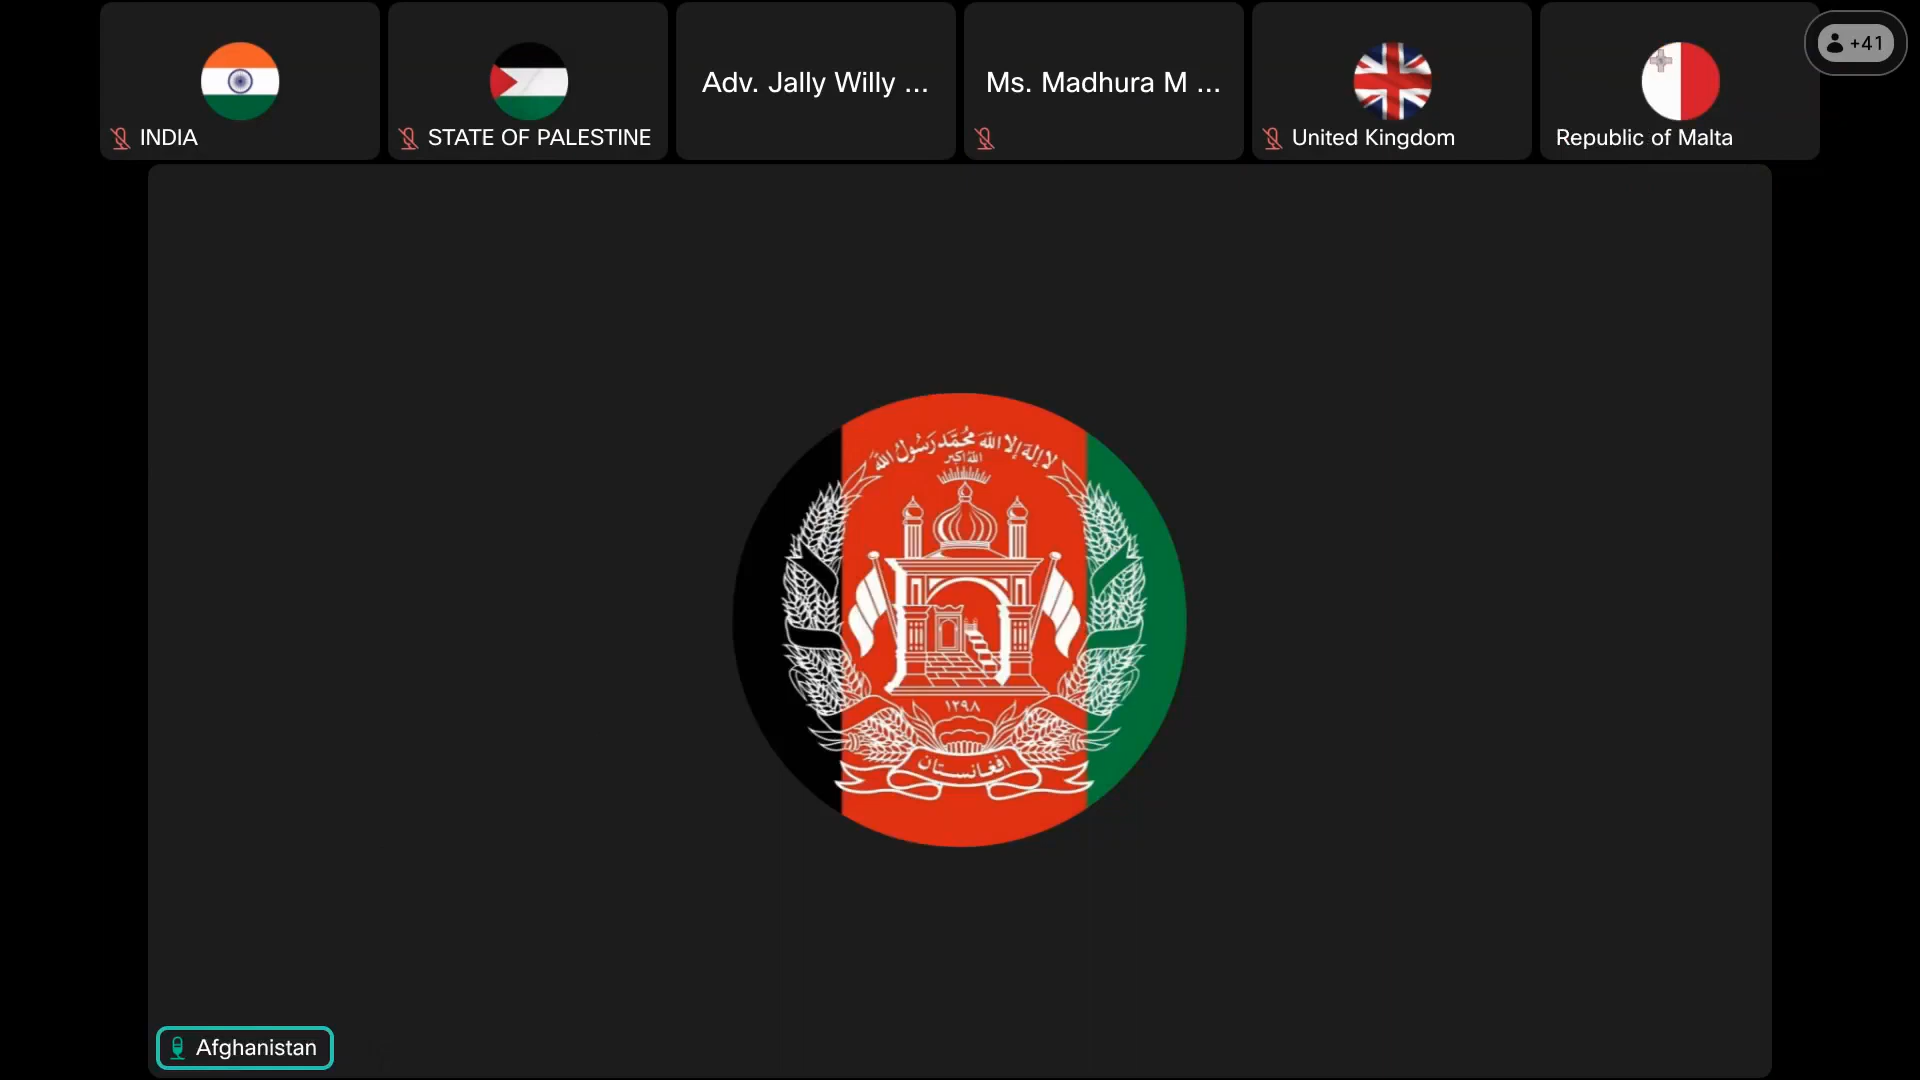 INDIA
STATE OF PALESTINE
Adv. Jally Willy ...
Ms. Madhura M ...
United Kingdom
Republic of Malta
+41
لا إله إلا الله محمد رسول الله
الله اكبر
١٢٩٨
افغانستان
Afghanistan